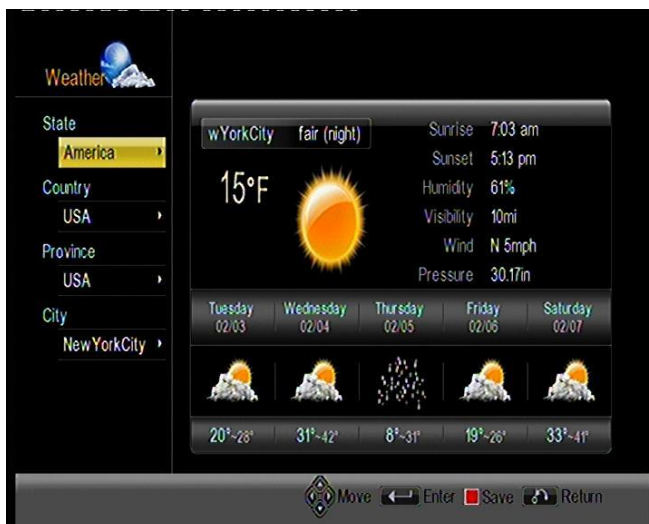 Weather
State
America
Country
USA
Province
USA
City
NewYorkCity
wYorkCity fair (night)
15°F
Sunrise 7:03 am
Sunset 5:13 pm
Humidity 61%
Visibility 10mi
Wind N 5mph
Pressure 30.17in
Tuesday Wednesday Thursday Friday Saturday
02/03 02/04 02/05 02/06 02/07
20°~28° 31°~42° 8°~31° 19°~26° 33°~41°
Move Enter Save Return